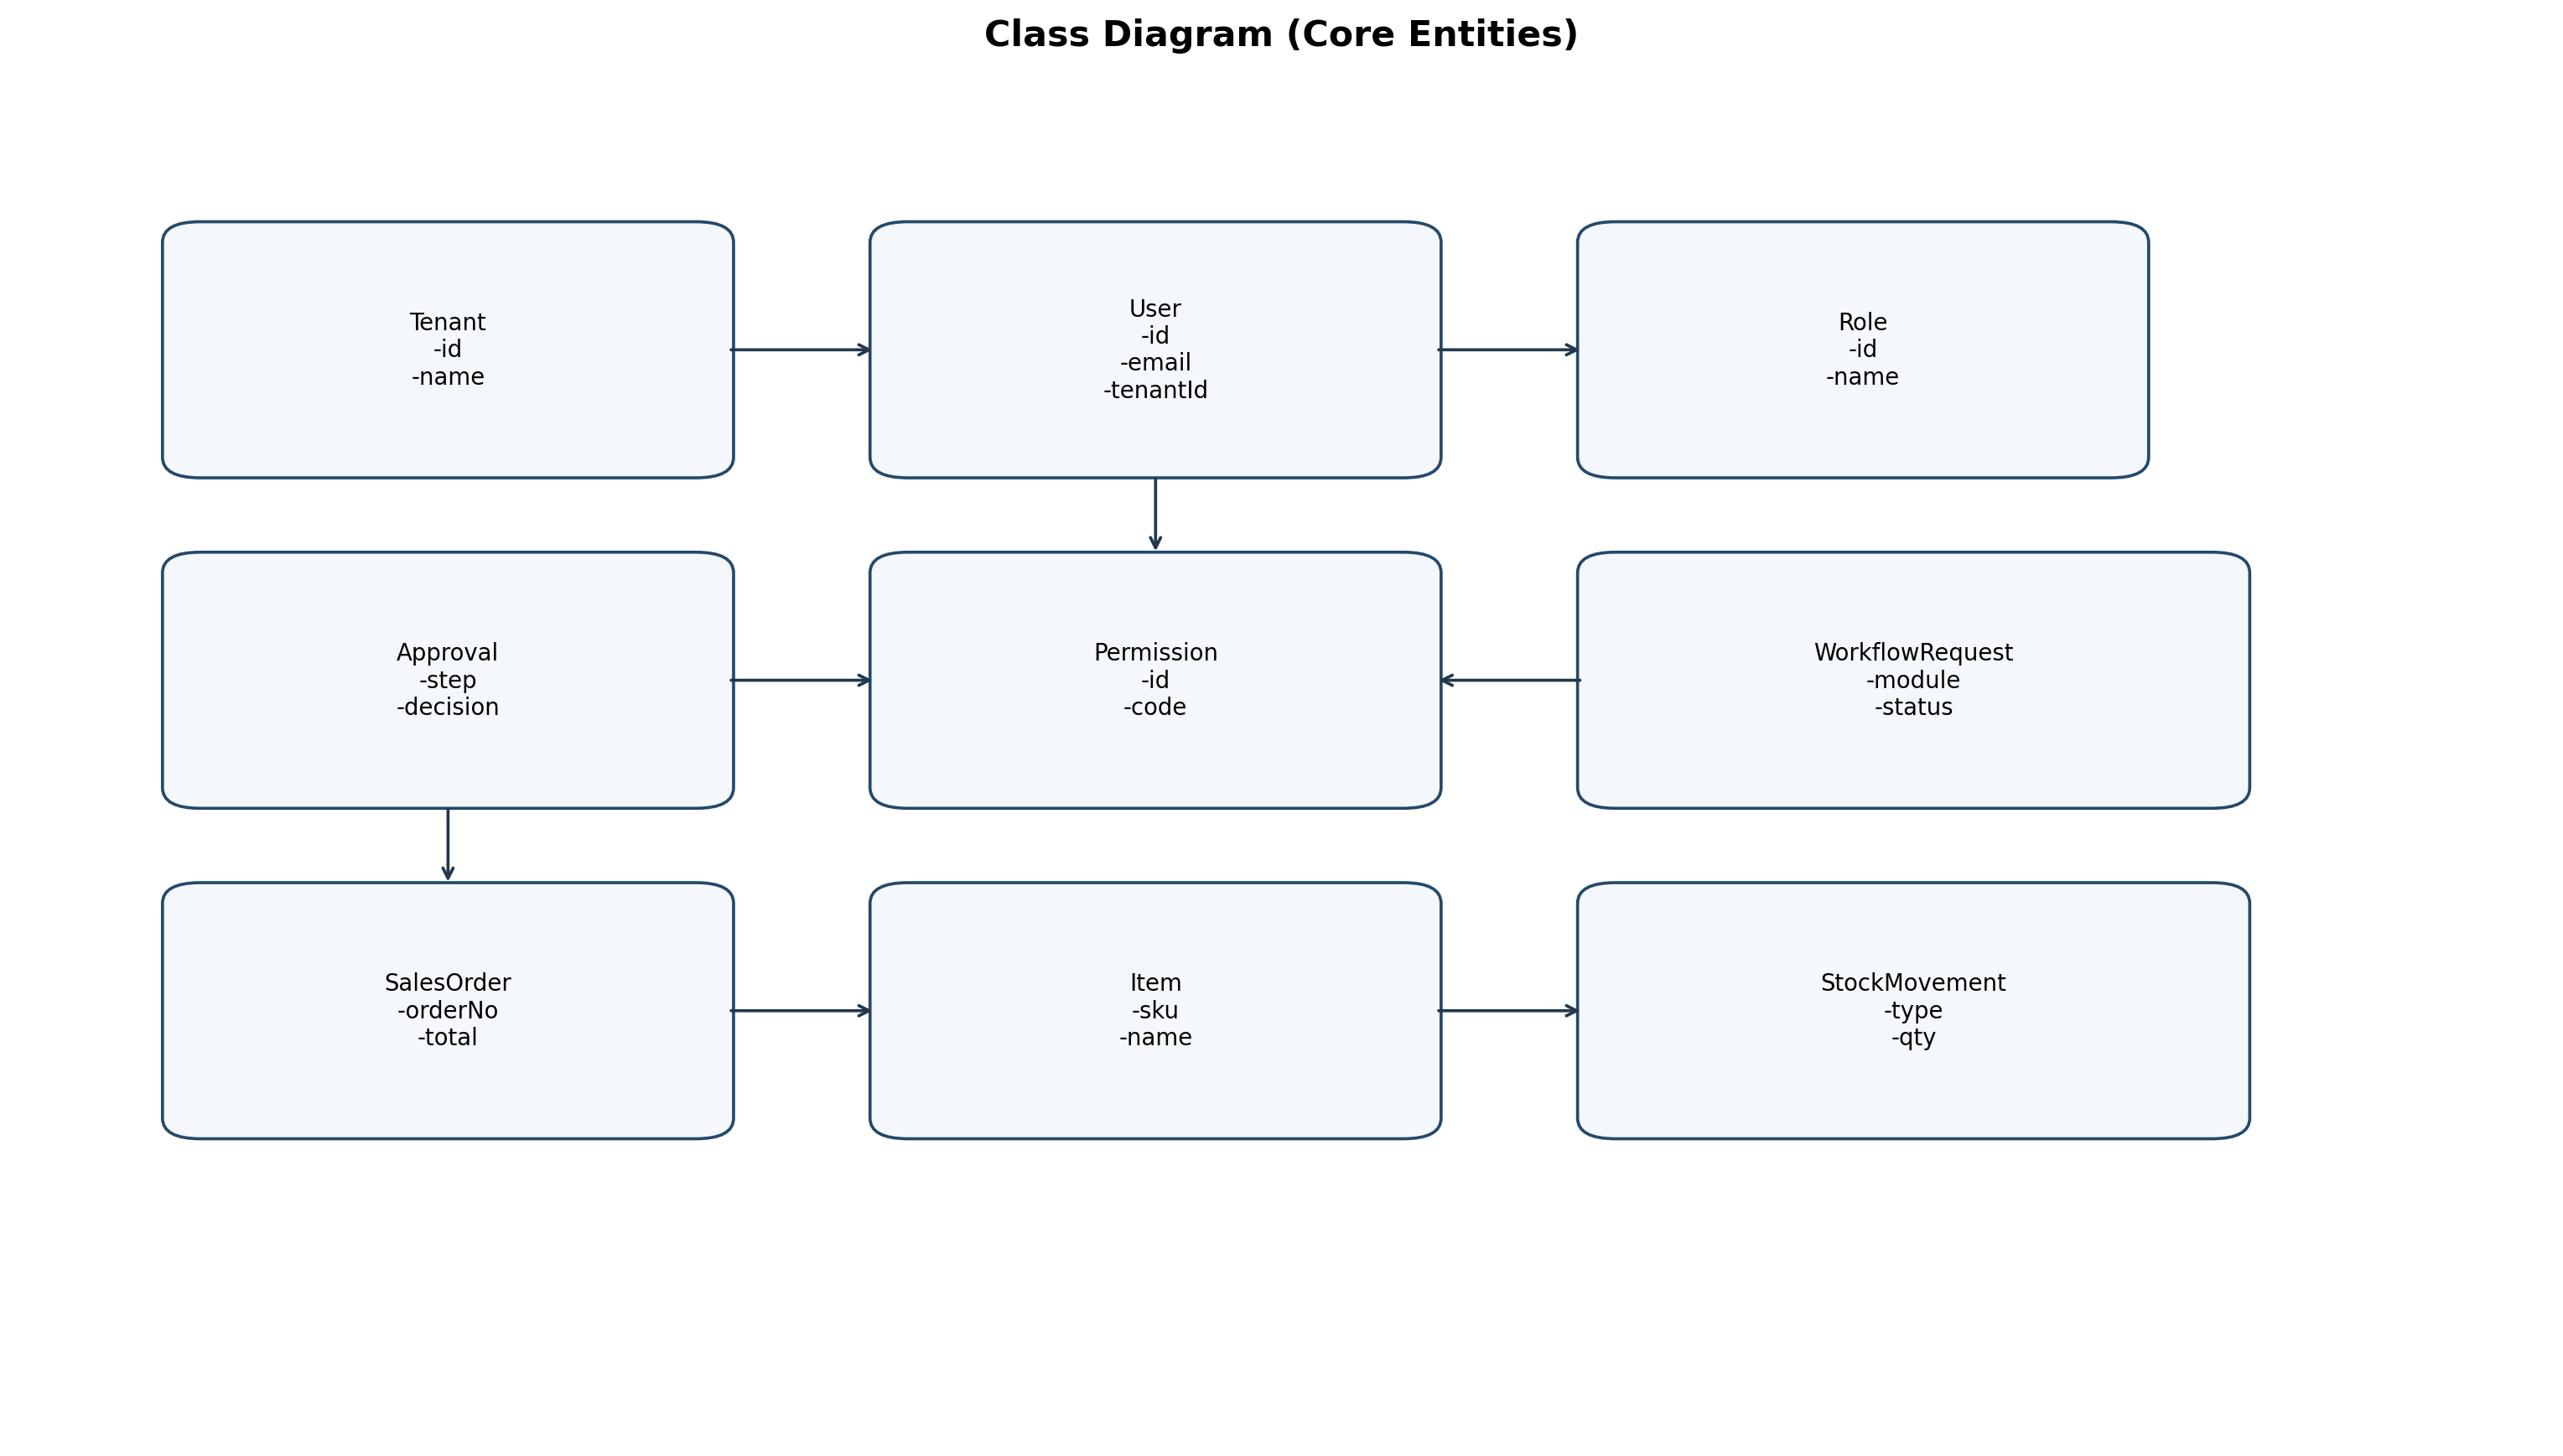 Class Diagram (Core Entities)
Tenant
-id
-name
User
-id
-email
-tenantId
Role
-id
-name
Approval
-step
-decision
Permission
-id
-code
WorkflowRequest
-module
-status
SalesOrder
-orderNo
-total
Item
-sku
-name
StockMovement
-type
-qty